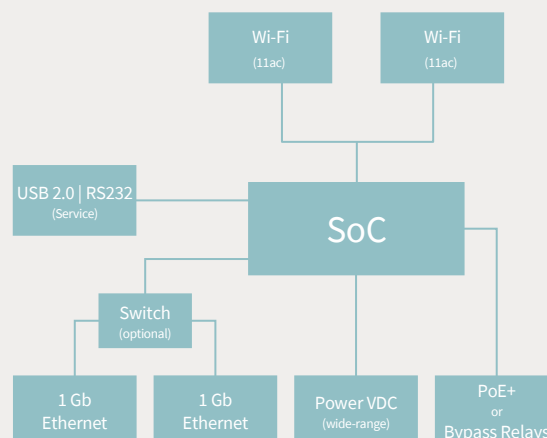 Wi-Fi
(11ac)
Wi-Fi
(11ac)
USB 2.0 | RS232
(Service)
SoC
Switch
(optional)
1 Gb
Ethernet
1 Gb
Ethernet
Power VDC
(wide-range)
PoE+
or
Bypass Relays